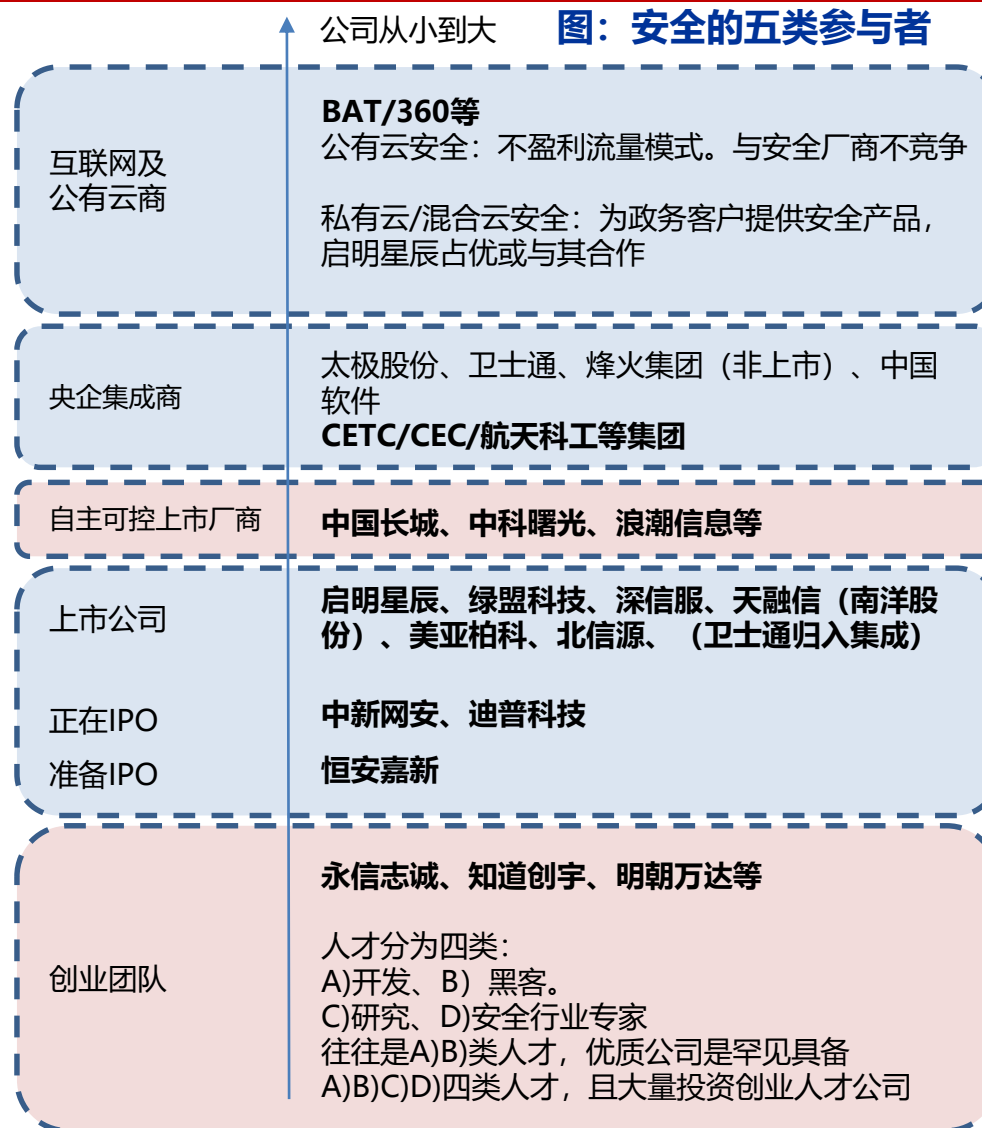 公司从小到大
图：安全的五类参与者
互联网及
公有云商
BAT/360等
公有云安全：不盈利流量模式。与安全厂商不竞争
私有云/混合云安全：为政务客户提供安全产品，
启明星辰占优或与其合作
央企集成商
太极股份、卫士通、烽火集团（非上市）、中国
软件
CETC/CEC/航天科工等集团
自主可控上市厂商
中国长城、中科曙光、浪潮信息等
上市公司
启明星辰、绿盟科技、深信服、天融信（南洋股
份）、美亚柏科、北信源、（卫士通归入集成）
正在IPO
中新网安、迪普科技
准备IPO
恒安嘉新
创业团队
永信志诚、知道创宇、明朝万达等
人才分为四类：
A)开发、B）黑客。
C)研究、D)安全行业专家
往往是A)B)类人才，优质公司是罕见具备
A)B)C)D)四类人才，且大量投资创业人才公司